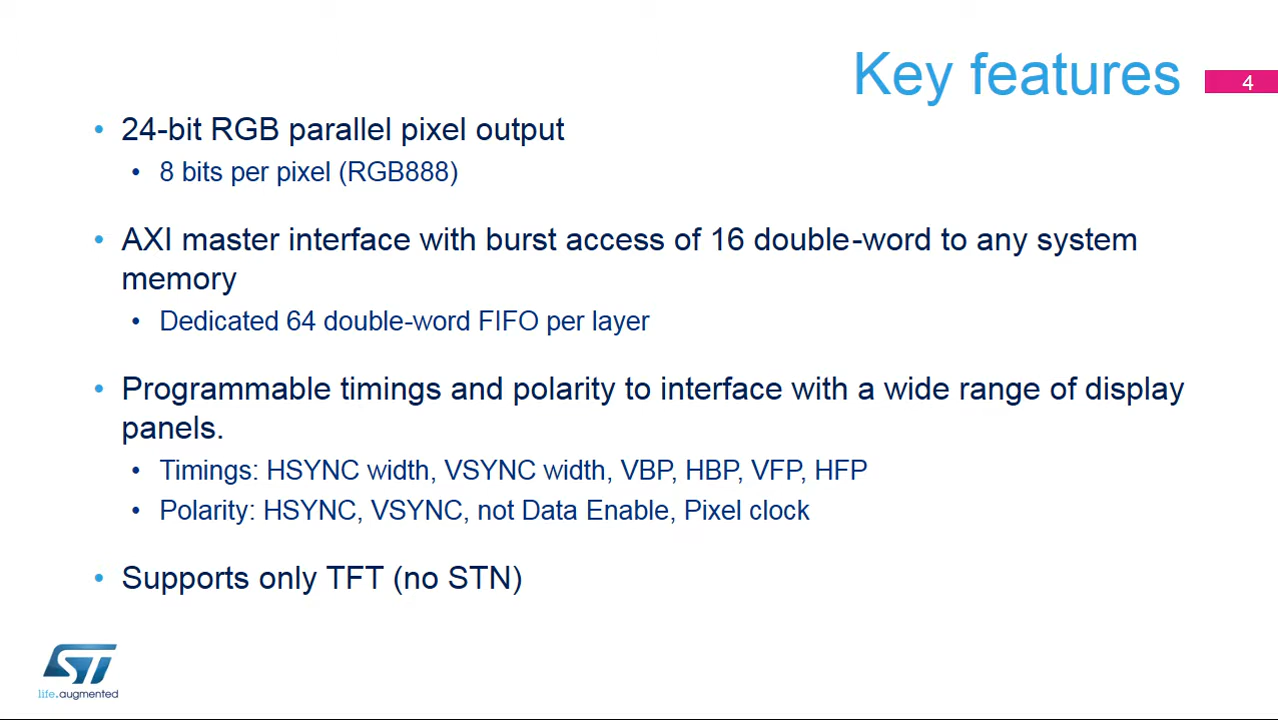 Key features
4
• 24-bit RGB parallel pixel output
• 8 bits per pixel (RGB888)
• AXI master interface with burst access of 16 double-word to any system
memory
• Dedicated 64 double-word FIFO per layer
• Programmable timings and polarity to interface with a wide range of display
panels.
• Timings: HSYNC width, VSYNC width, VBP, HBP, VFP, HFP
• Polarity: HSYNC, VSYNC, not Data Enable, Pixel clock
• Supports only TFT (no STN)
ST
life.augmented